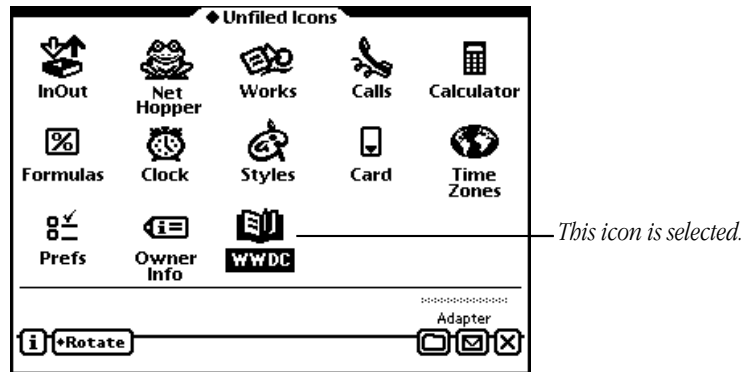 ◆Unfiled Icons
InOut
Net
Hopper
Works
Calls
Calculator
Formulas
Clock
Styles
Card
Time
Zones
Prefs
Owner
Info
WWDC
This icon is selected.
Adapter
i
◆Rotate